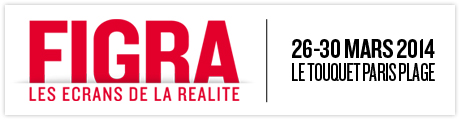 FIGRA
LES ECRANS DE LA REALITE
26-30 MARS 2014
LE TOUQUET PARIS PLAGE